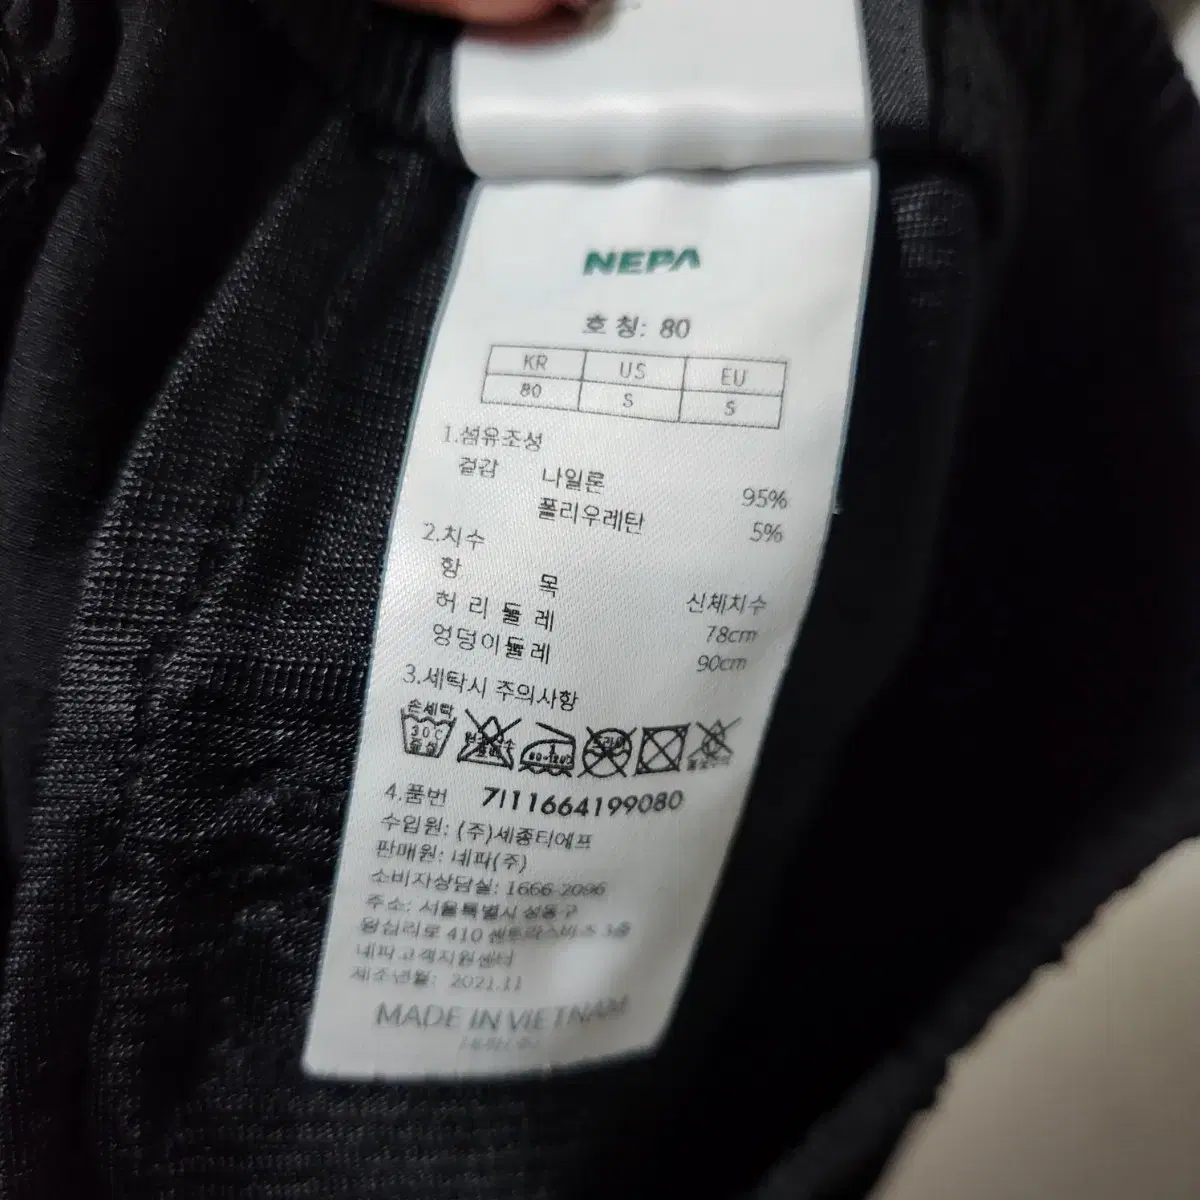 NEPA
호 칭: 80
KR US EU
80 S S
1.섬유조성
겉감 나일론 95%
폴리우레탄 5%
2.치수
항 목 신체치수
허 리 둘 레 78cm
엉덩이둘레 90cm
3.세탁시 주의사항
손세탁
30℃
중성
80-120℃
드라이
4.품번 7I11664199080
수입원: (주)세종티에프
판매원: 네파(주)
소비자상담실: 1666-2096
주소: 서울특별시 성동구
왕십리로 410 센트라스 3층
네파고객지원센터
제조년월: 2021.11
MADE IN VIETNAM